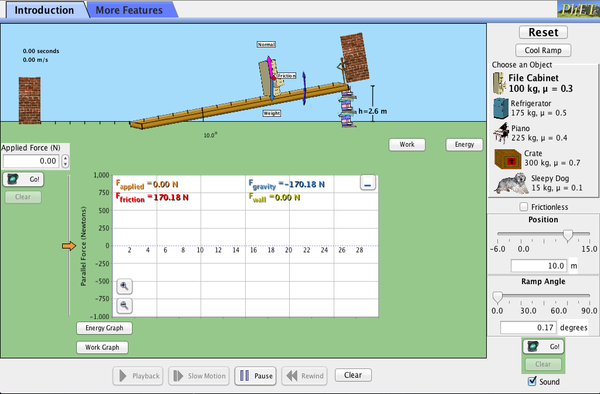 Introduction
More Features
PhET
0.00 seconds
0.00 m/s
Normal
Friction
Weight
h=2.6 m
10.0°
Applied Force (N)
0.00
Go!
Clear
Work
Energy
Parallel Force (Newtons)
1,000
750
500
250
0
-250
-500
-750
-1,000
F applied = 0.00 N
F friction = 170.18 N
F gravity = -170.18 N
F wall = 0.00 N
2 4 6 8 10 12 14 16 18 20 22 24 26 28
Energy Graph
Work Graph
Playback
Slow Motion
Pause
Rewind
Clear
Reset
Cool Ramp
Choose an Object
File Cabinet
100 kg, μ = 0.3
Refrigerator
175 kg, μ = 0.5
Piano
225 kg, μ = 0.4
Crate
300 kg, μ = 0.7
Sleepy Dog
15 kg, μ = 0.1
Frictionless
Position
-6.0 0.0 15.0
10.0 m
Ramp Angle
0.0 30.0 60.0 90.0
0.17 degrees
Go!
Clear
Sound